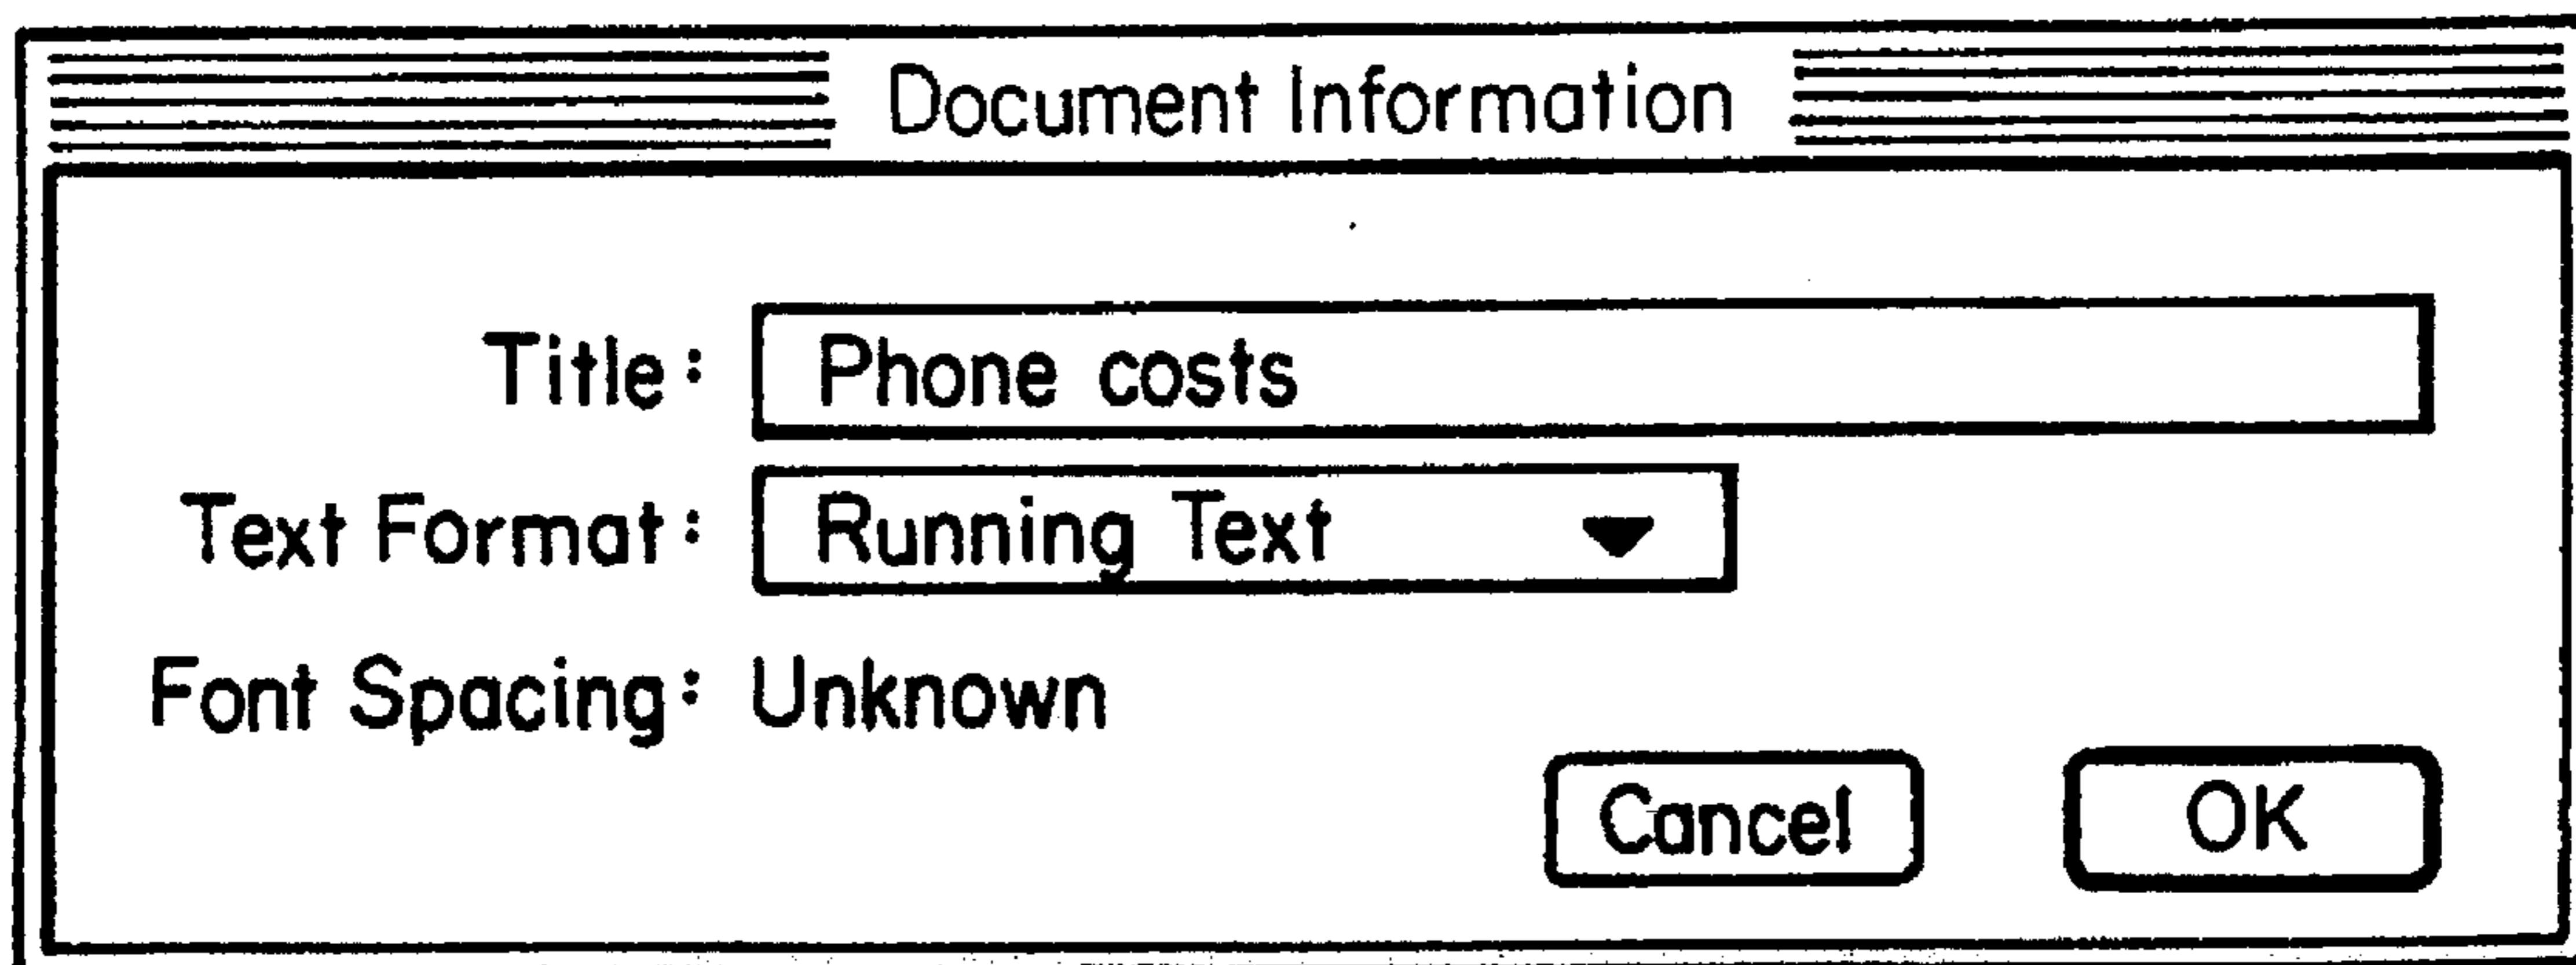 Document Information
Title: Phone costs
Text Format: Running Text
Font Spacing: Unknown
Cancel OK